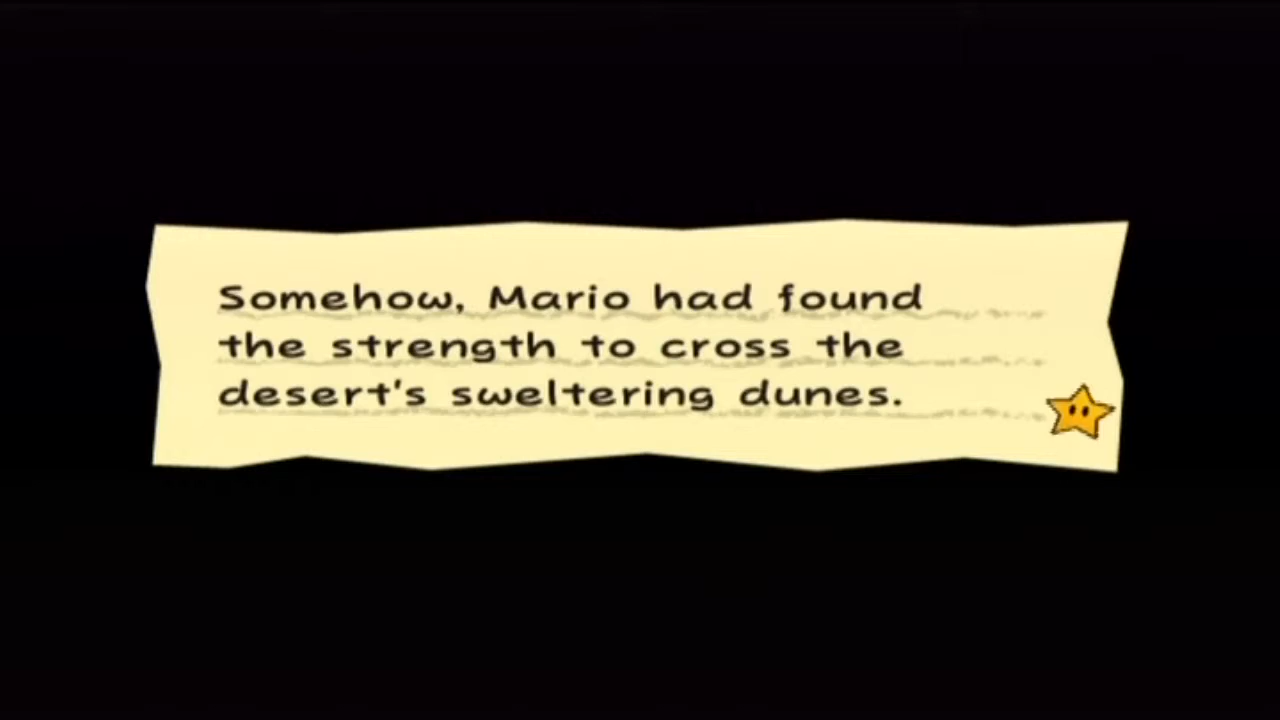 Somehow, Mario had found
the strength to cross the
desert's sweltering dunes.